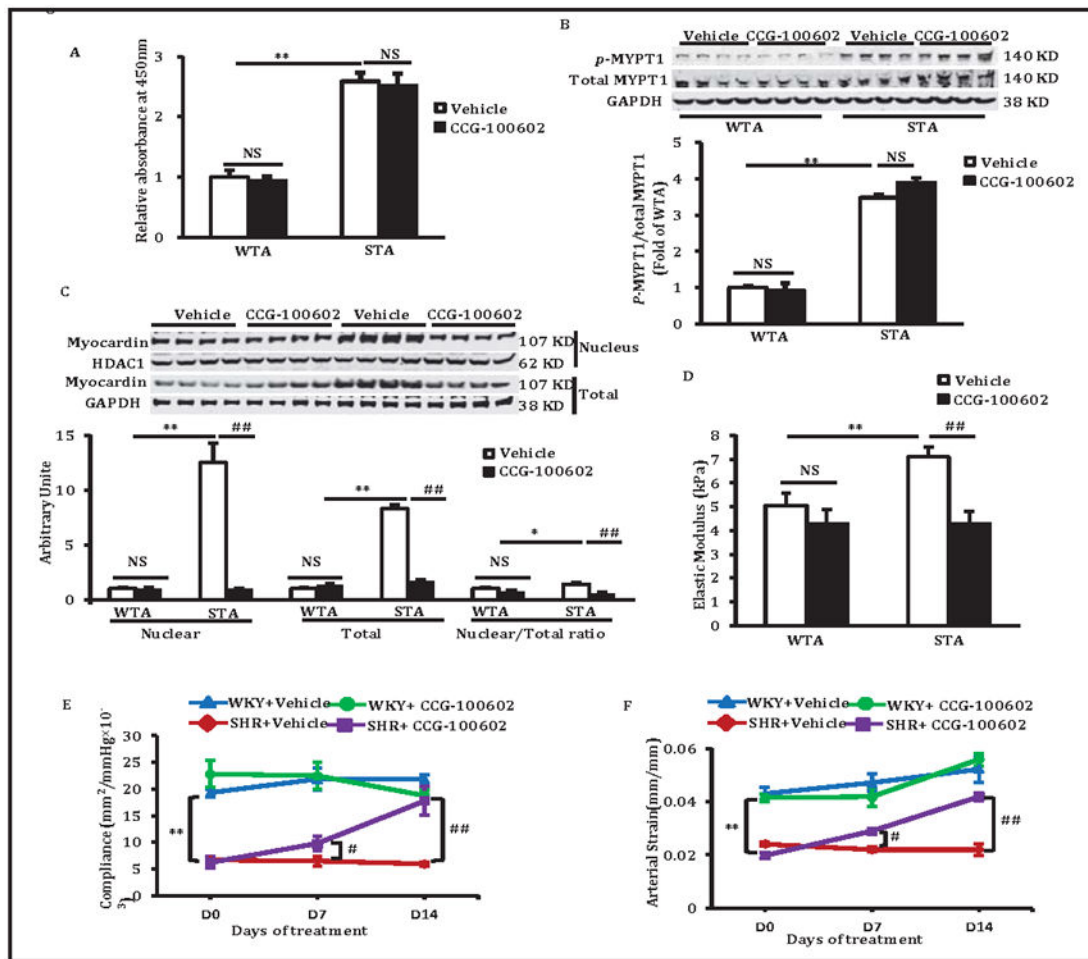 A
Relative absorbance at 450nm
3
2
1
0
** NS
NS
Vehicle
CCG-100602
WTA STA
B
Vehicle CCG-100602 Vehicle CCG-100602
p-MYPT1 140 KD
Total MYPT1 140 KD
GAPDH 38 KD
WTA STA
P-MYPT1/total MYPT1
(Fold of WTA)
5
4
3
2
1
0
** NS
NS
Vehicle
CCG-100602
WTA STA
C
Vehicle CCG-100602 Vehicle CCG-100602
Myocardin 107 KD
HDAC1 62 KD
Nucleus
Myocardin 107 KD
GAPDH 38 KD
Total
Arbitrary Unite
15
10
5
0
** ##
NS
** ##
NS
* ##
NS
Vehicle
CCG-100602
WTA STA WTA STA WTA STA
Nuclear Total Nuclear/Total ratio
D
Elastic Modulus (kPa)
8
7
6
5
4
3
2
1
0
** ##
NS
Vehicle
CCG-100602
WTA STA
E
WKY+Vehicle WKY+ CCG-100602
SHR+Vehicle SHR+ CCG-100602
Compliance (mm²/mmHg×10⁻
³)
30
25
20
15
10
5
0
**
#
##
D0 D7 D14
Days of treatment
F
WKY+Vehicle WKY+ CCG-100602
SHR+Vehicle SHR+ CCG-100602
Arterial Strain(mm/mm)
0.06
0.04
0.02
0
**
#
##
D0 D7 D14
Days of treatment